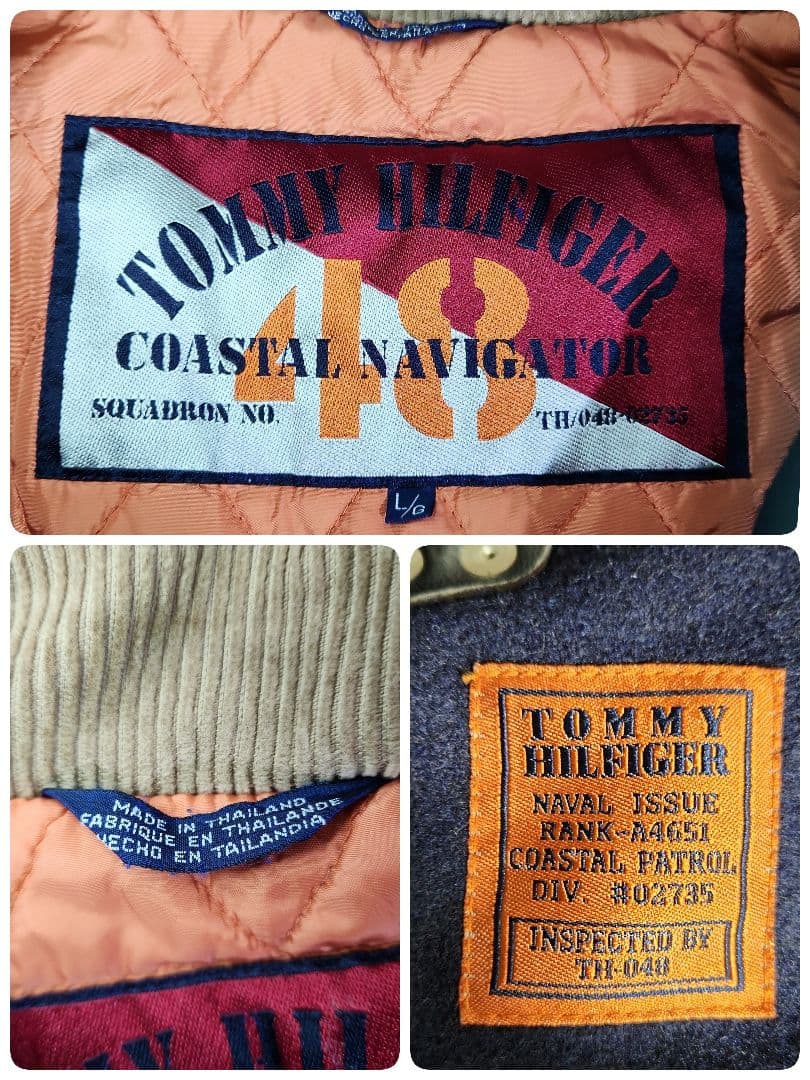 TOMMY HILFIGER
48
COASTAL NAVIGATOR
SQUADRON NO.
TH/048-02735
L/G
MADE IN THAILAND
FABRIQUE EN THAILANDE
HECHO EN TAILANDIA
TOMMY
HILFIGER
NAVAL ISSUE
RANK-A4651
COASTAL PATROL
DIV. #02735
INSPECTED BY
TH-048